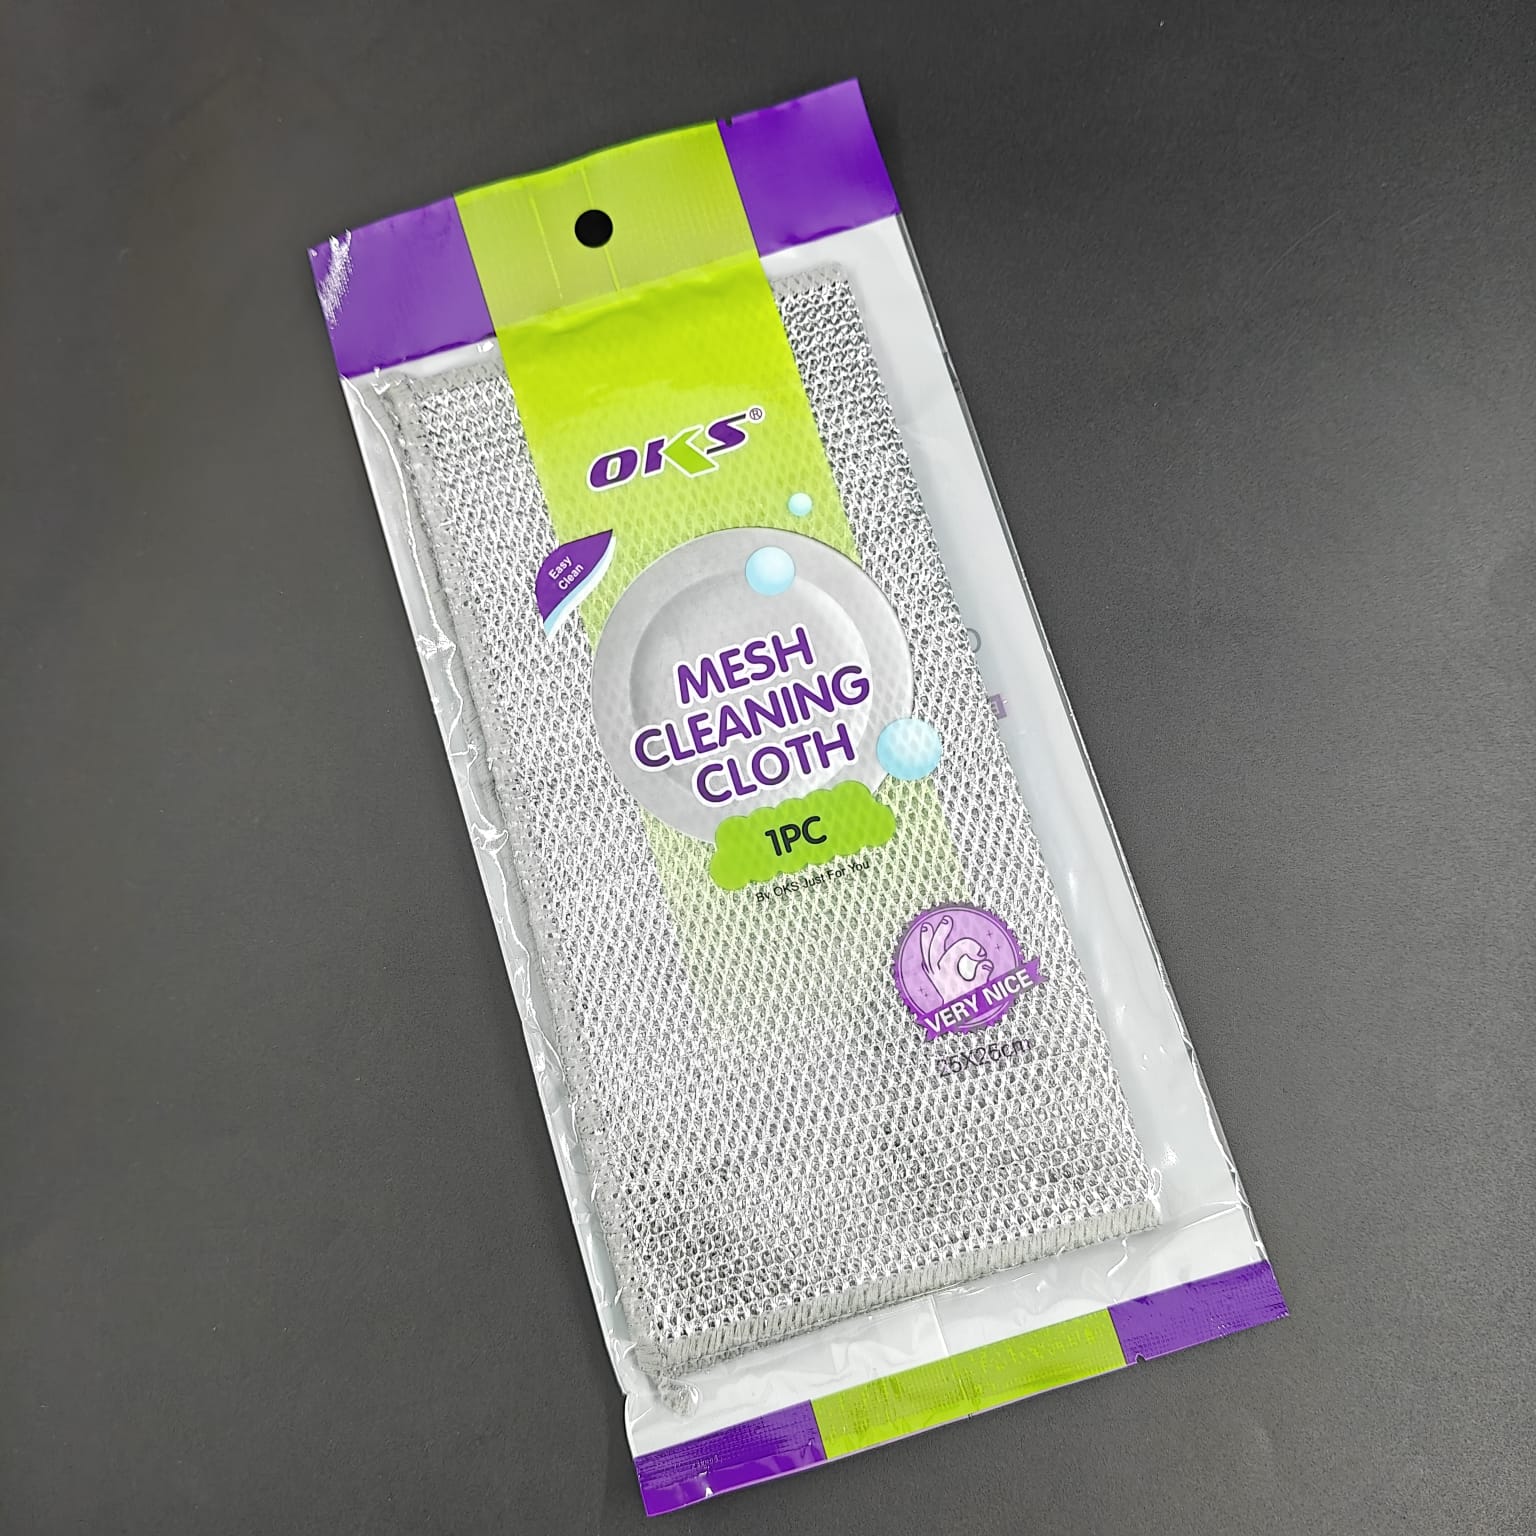 OKS®
Easy
Clean
MESH
CLEANING
CLOTH
1PC
By OKS Just For You
VERY NICE
25X25cm